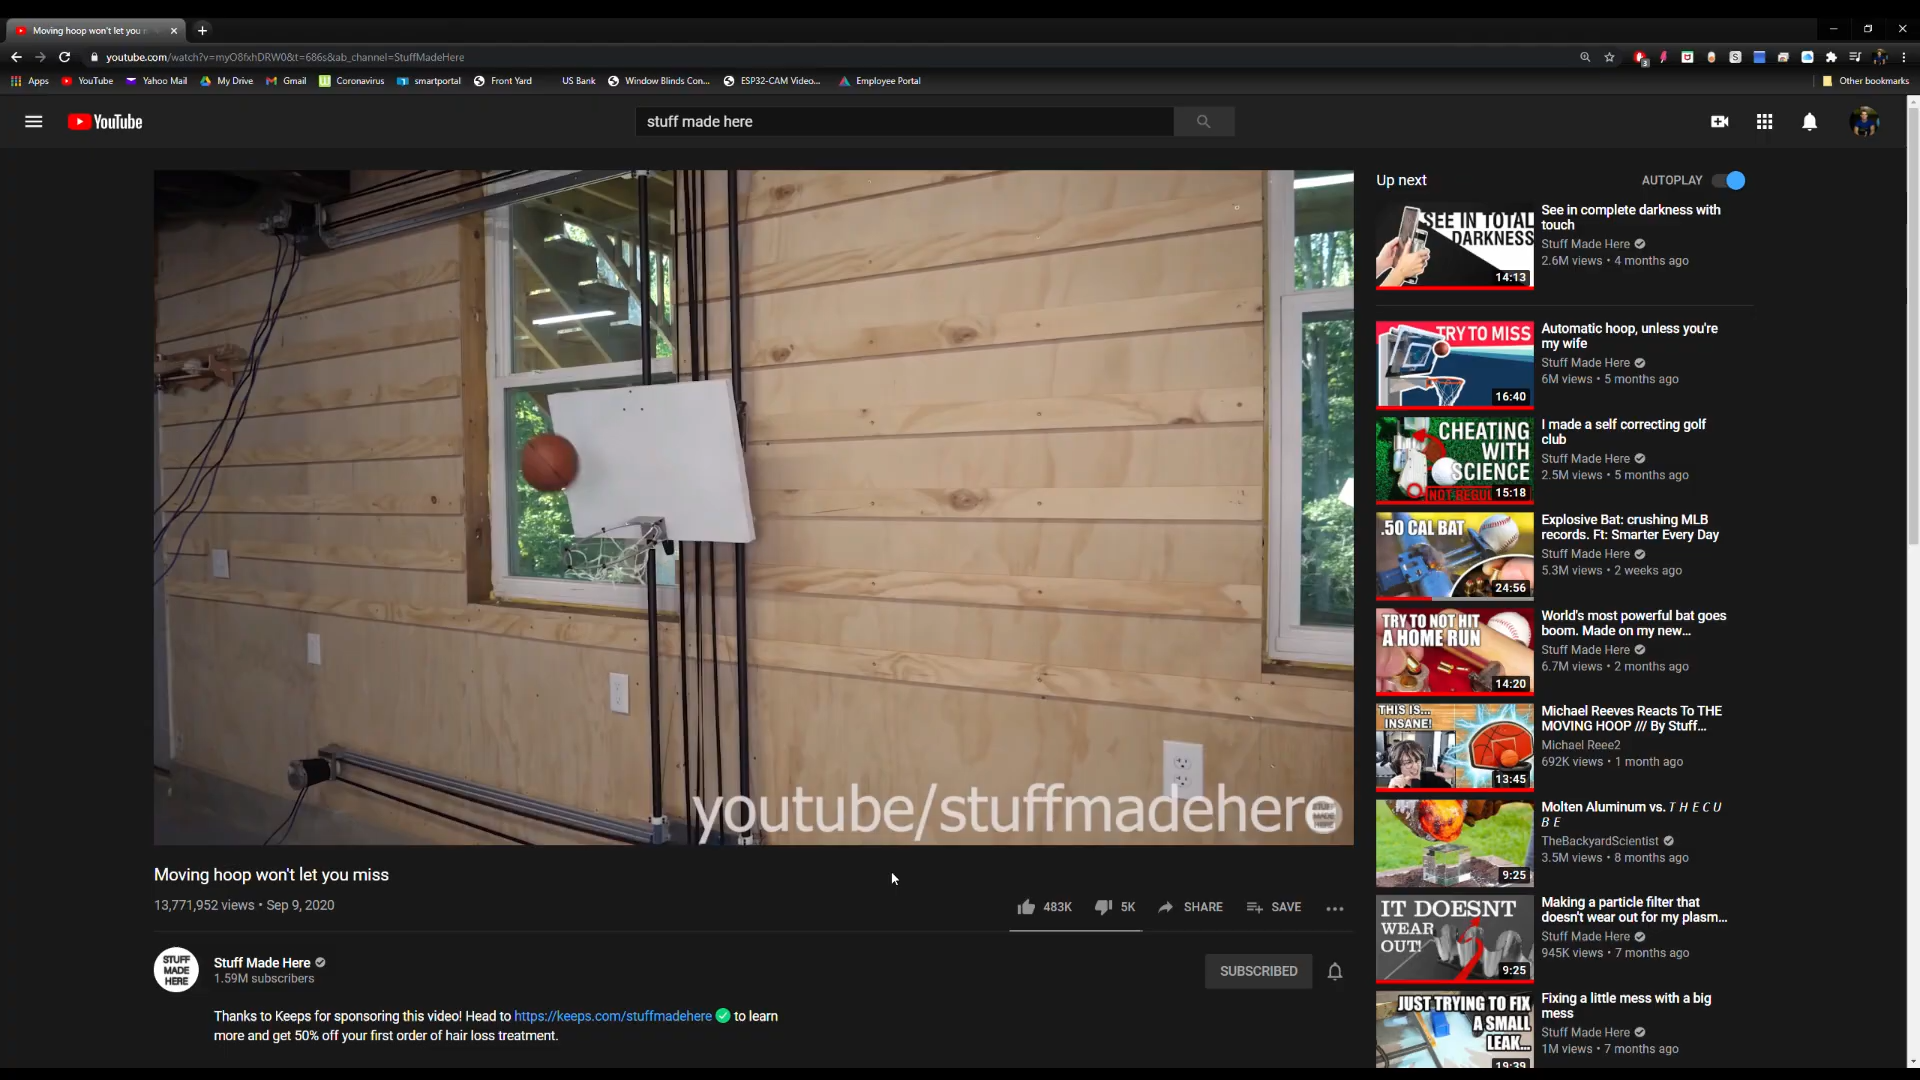 Moving hoop won't let you m
youtube.com/watch?v=myO8fxhDRW0&t=686s&ab_channel=StuffMadeHere
3
Apps YouTube Yahoo Mail My Drive Gmail Coronavirus smartportal Front Yard US Bank Window Blinds Con... ESP32-CAM Video... Employee Portal Other bookmarks
YouTube
stuff made here
youtube/stuffmadehere
STUFF
MADE
HERE
Moving hoop won't let you miss
13,771,952 views • Sep 9, 2020
483K 5K SHARE SAVE
STUFF
MADE
HERE
Stuff Made Here
1.59M subscribers
SUBSCRIBED
Thanks to Keeps for sponsoring this video! Head to https://keeps.com/stuffmadehere to learn
more and get 50% off your first order of hair loss treatment.
Up next
AUTOPLAY
SEE IN TOTAL
DARKNESS
14:13
See in complete darkness with
touch
Stuff Made Here
2.6M views • 4 months ago
TRY TO MISS
16:40
Automatic hoop, unless you're
my wife
Stuff Made Here
6M views • 5 months ago
CHEATING
WITH
SCIENCE
15:18
I made a self correcting golf
club
Stuff Made Here
2.5M views • 5 months ago
.50 CAL BAT
24:56
Explosive Bat: crushing MLB
records. Ft: Smarter Every Day
Stuff Made Here
5.3M views • 2 weeks ago
TRY TO NOT HIT
A HOME RUN
14:20
World's most powerful bat goes
boom. Made on my new...
Stuff Made Here
6.7M views • 2 months ago
THIS IS...
INSANE!
13:45
Michael Reeves Reacts To THE
MOVING HOOP /// By Stuff...
Michael Reee2
692K views • 1 month ago
9:25
Molten Aluminum vs. T H E C U
B E
TheBackyardScientist
3.5M views • 8 months ago
IT DOESNT
WEAR
OUT!
9:25
Making a particle filter that
doesn't wear out for my plasm...
Stuff Made Here
945K views • 7 months ago
JUST TRYING TO FIX
A SMALL
LEAK...
19:39
Fixing a little mess with a big
mess
Stuff Made Here
1M views • 7 months ago